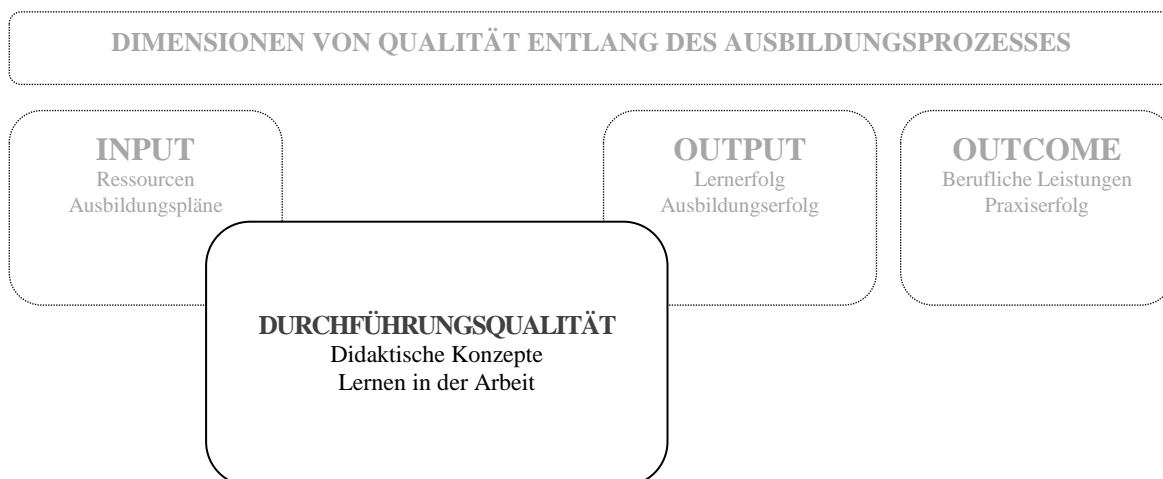 DIMENSIONEN VON QUALITÄT ENTLANG DES AUSBILDUNGSPROZESSES
INPUT
Ressourcen
Ausbildungspläne
DURCHFÜHRUNGSQUALITÄT
Didaktische Konzepte
Lernen in der Arbeit
OUTPUT
Lernerfolg
Ausbildungserfolg
OUTCOME
Berufliche Leistungen
Praxiserfolg